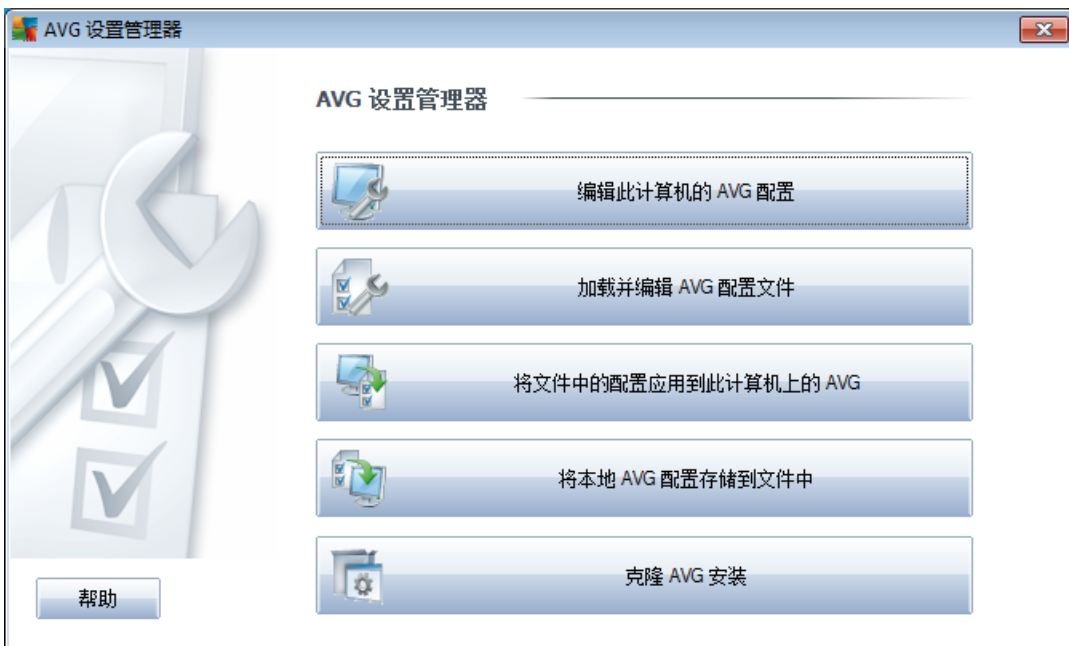 AVG 设置管理器
AVG 设置管理器
编辑此计算机的 AVG 配置
加载并编辑 AVG 配置文件
将文件中的配置应用到此计算机上的 AVG
将本地 AVG 配置存储到文件中
克隆 AVG 安装
帮助